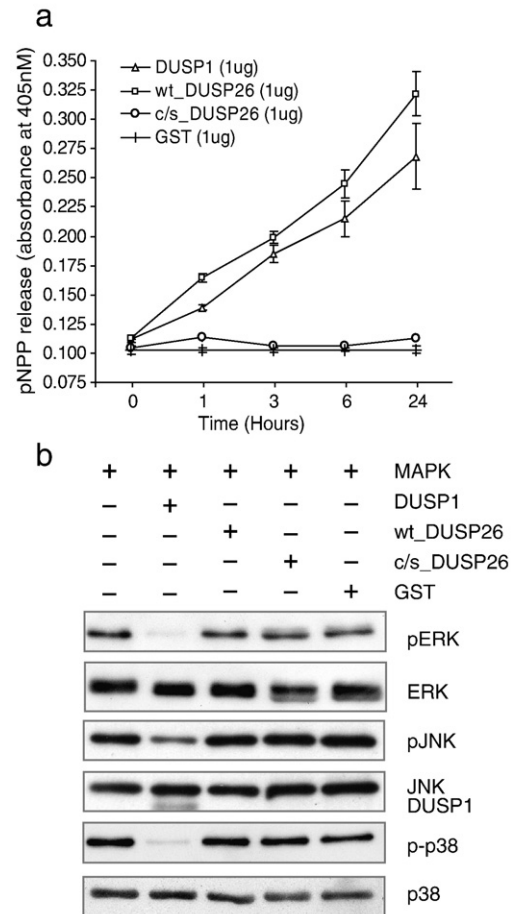 a
pNPP release (absorbance at 405nM)
0.350
0.325
0.300
0.275
0.250
0.225
0.200
0.175
0.150
0.125
0.100
0.075
DUSP1 (1ug)
wt_DUSP26 (1ug)
c/s_DUSP26 (1ug)
GST (1ug)
0 1 3 6 24
Time (Hours)
b
+ + + + + MAPK
– + – – – DUSP1
– – + – – wt_DUSP26
– – – + – c/s_DUSP26
– – – – + GST
pERK
ERK
pJNK
JNK
DUSP1
p-p38
p38